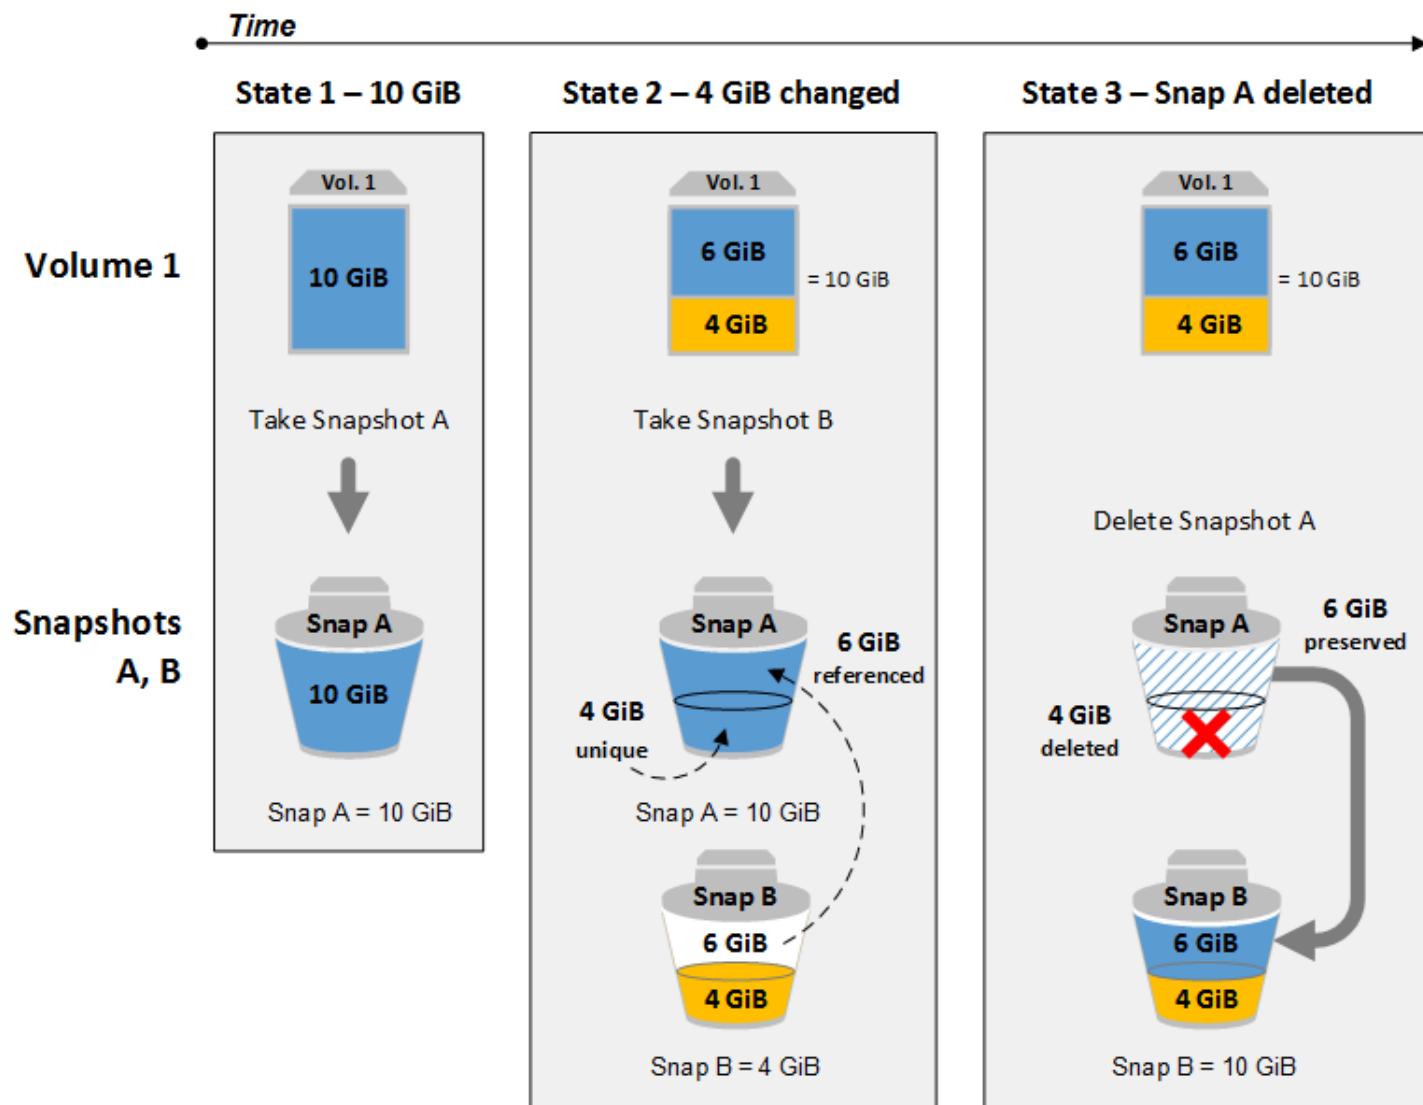 Time
State 1 – 10 GiB
State 2 – 4 GiB changed
State 3 – Snap A deleted
Volume 1
Vol. 1
10 GiB
Take Snapshot A
Vol. 1
6 GiB
4 GiB
= 10 GiB
Take Snapshot B
Vol. 1
6 GiB
4 GiB
= 10 GiB
Delete Snapshot A
Snapshots
A, B
Snap A
10 GiB
Snap A = 10 GiB
Snap A
6 GiB
referenced
4 GiB
unique
Snap A = 10 GiB
Snap B
6 GiB
4 GiB
Snap B = 4 GiB
Snap A
6 GiB
preserved
4 GiB
deleted
Snap B
6 GiB
4 GiB
Snap B = 10 GiB